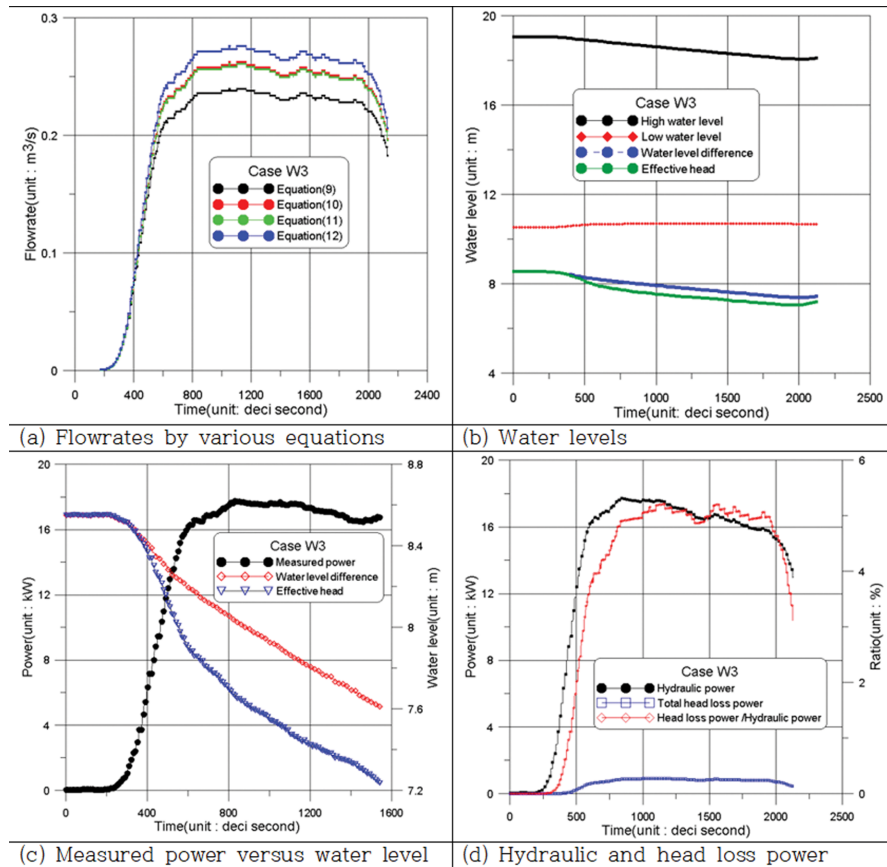 0.3
0.2
0.1
0
Flowrate(unit : m3/s)
Case W3
Equation(9)
Equation(10)
Equation(11)
Equation(12)
0 400 800 1200 1600 2000 2400
Time(unit: deci second)
(a) Flowrates by various equations
20
16
12
8
4
Water level (unit : m)
Case W3
High water level
Low water level
Water level difference
Effective head
0 500 1000 1500 2000 2500
Time(unit: deci second)
(b) Water levels
20
16
12
8
4
0
Power(unit : kW)
8.8
8.4
8
7.6
7.2
Water level(unit : m)
Case W3
Measured power
Water level difference
Effective head
0 400 800 1200 1600
Time(unit : deci second)
(c) Measured power versus water level
20
16
12
8
4
0
Power(unit : kW)
6
4
2
0
Ratio(unit : %)
Case W3
Hydraulic power
Total head loss power
Head loss power /Hydraulic power
0 500 1000 1500 2000 2500
Time(unit : deci second)
(d) Hydraulic and head loss power